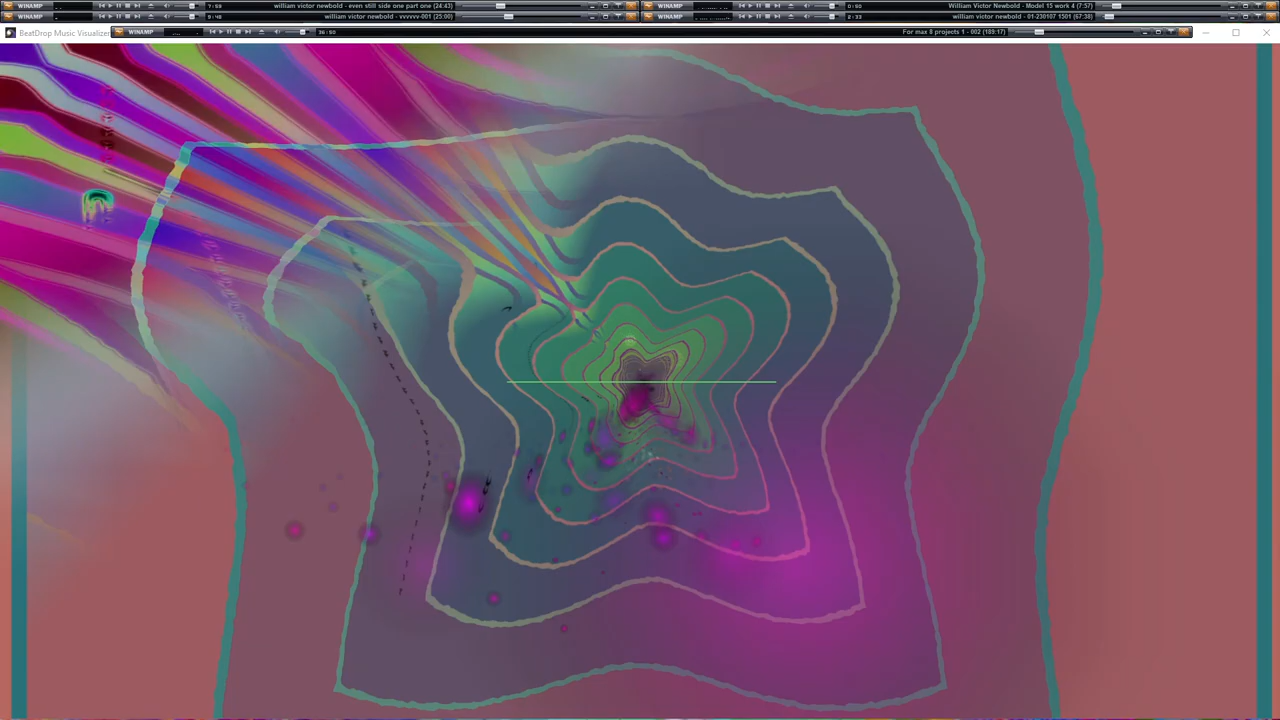 WINAMP 7:59 william victor newbold - even still side one part one (24:43)
WINAMP 0:50 William Victor Newbold - Model 15 work 4 (7:57)
WINAMP 9:48 william victor newbold - vvvvvv-001 (25:00)
WINAMP 2:33 william victor newbold - 01-230107 1501 (67:38)
BeatDrop Music Visualizer
WINAMP 36:50 For max 8 projects 1 - 002 (189:17)